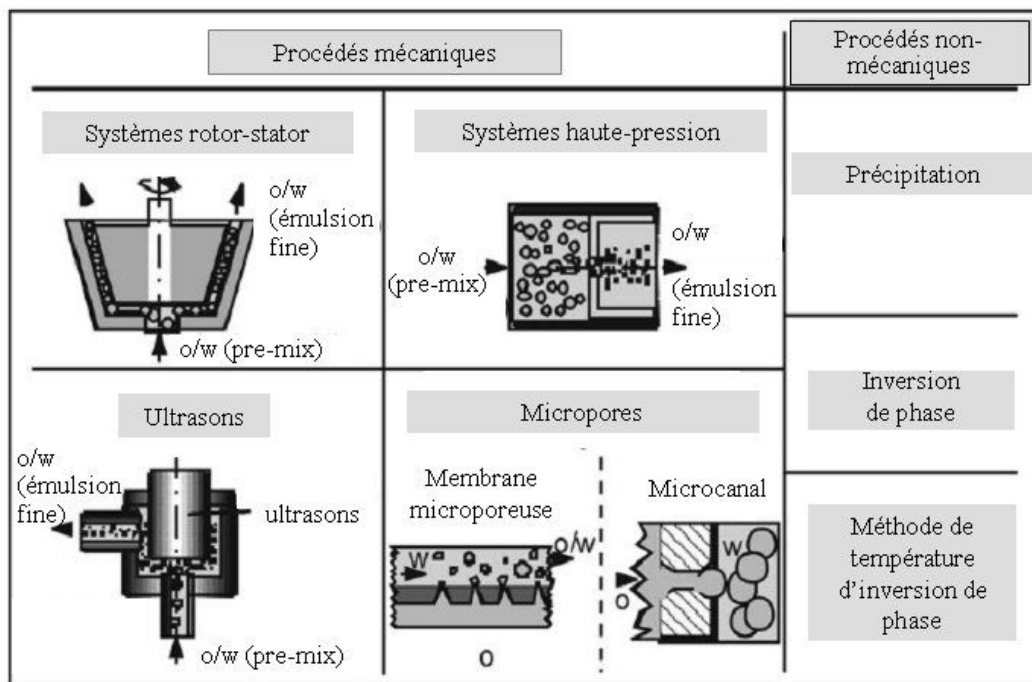 Procédés mécaniques
Procédés non-
mécaniques
Systèmes rotor-stator
o/w
(émulsion
fine)
o/w (pre-mix)
Systèmes haute-pression
o/w
(pre-mix)
o/w
(émulsion
fine)
Précipitation
Inversion
de phase
Méthode de
température
d’inversion de
phase
Ultrasons
o/w
(émulsion
fine)
ultrasons
o/w (pre-mix)
Micropores
Membrane
microporeuse
W
o/w
o
Microcanal
W
o